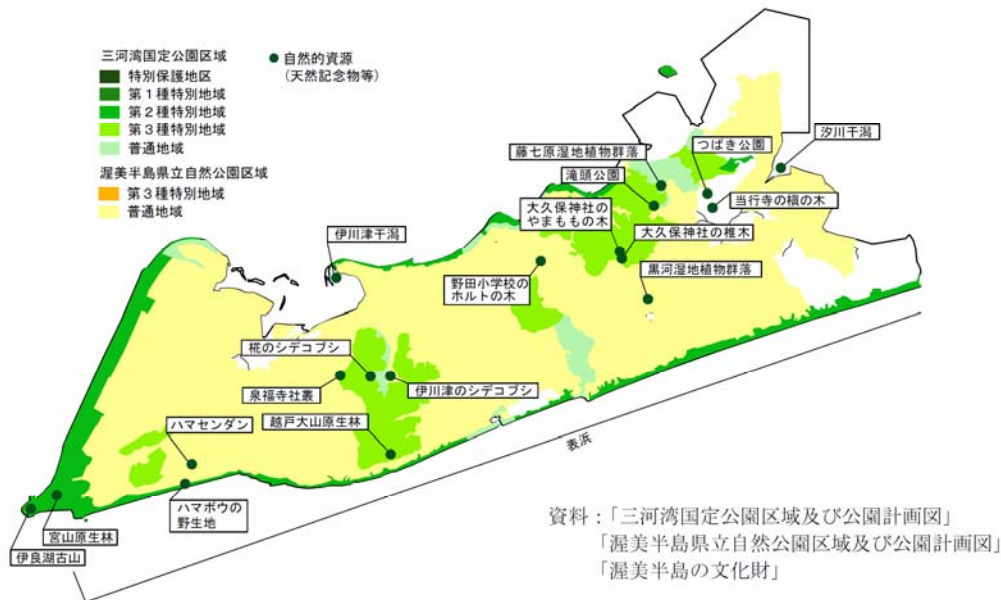 三河湾国定公園区域
特別保護地区
第1種特別地域
第2種特別地域
第3種特別地域
普通地域
渥美半島県立自然公園区域
第3種特別地域
普通地域
自然的資源
(天然記念物等)
汐川干潟
つばき公園
藤七原湿地植物群落
滝頭公園
当行寺の槇の木
大久保神社の
やまももの木
大久保神社の椎木
伊川津干潟
黒河湿地植物群落
野田小学校の
ホルトの木
椛のシデコブシ
泉福寺社叢
伊川津のシデコブシ
ハマセンダン
越戸大山原生林
表浜
ハマボウの
野生地
宮山原生林
伊良湖古山
資料:「三河湾国定公園区域及び公園計画図」
「渥美半島県立自然公園区域及び公園計画図」
「渥美半島の文化財」